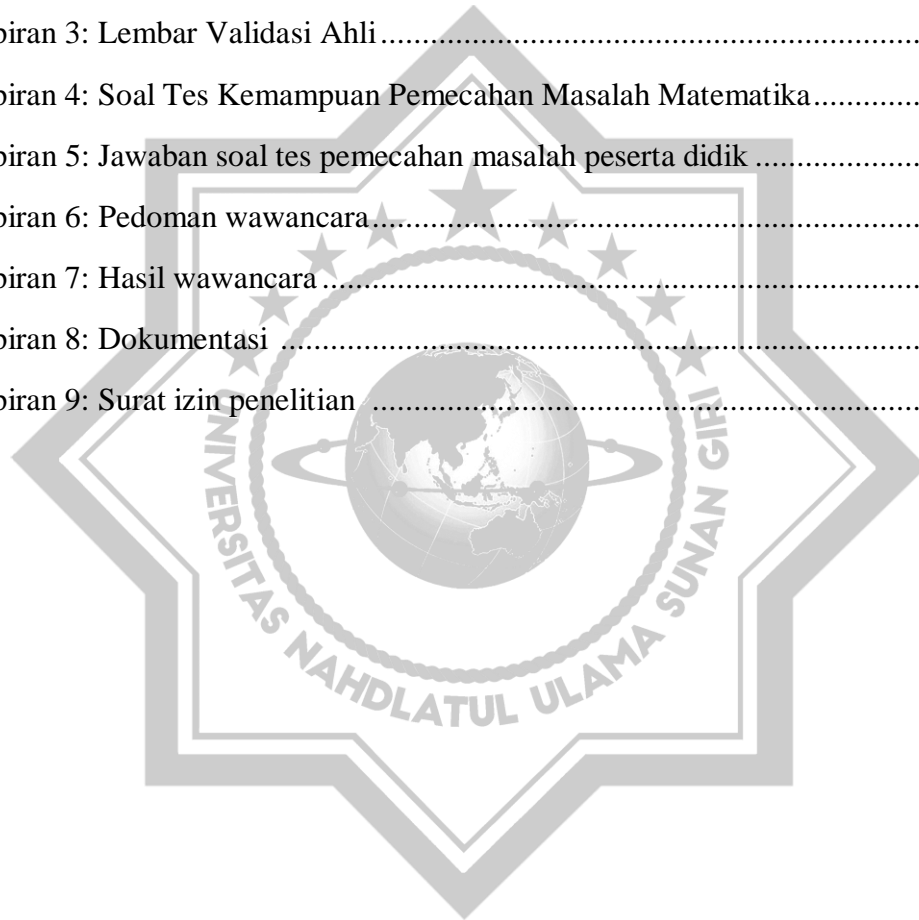 piran 3: Lembar Validasi Ahli....................................................................
piran 4: Soal Tes Kemampuan Pemecahan Masalah Matematika.............
piran 5: Jawaban soal tes pemecahan masalah peserta didik ....................
piran 6: Pedoman wawancara.....................................................................
piran 7: Hasil wawancara...........................................................................
piran 8: Dokumentasi ................................................................................
piran 9: Surat izin penelitian .....................................................................
UNIVERSITAS NAHDLATUL ULAMA SUNAN GIRI